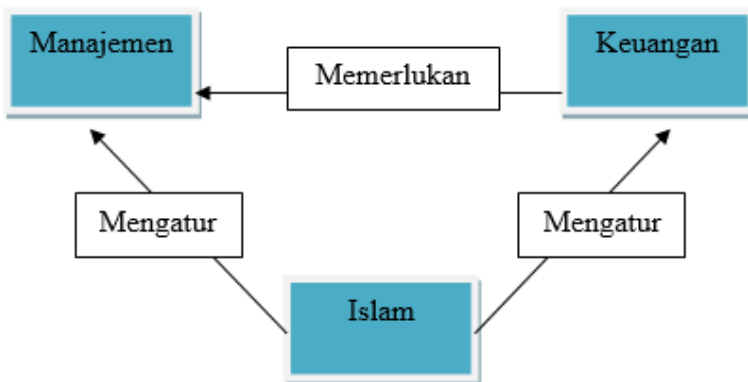 Manajemen
Keuangan
Memerlukan
Mengatur
Mengatur
Islam